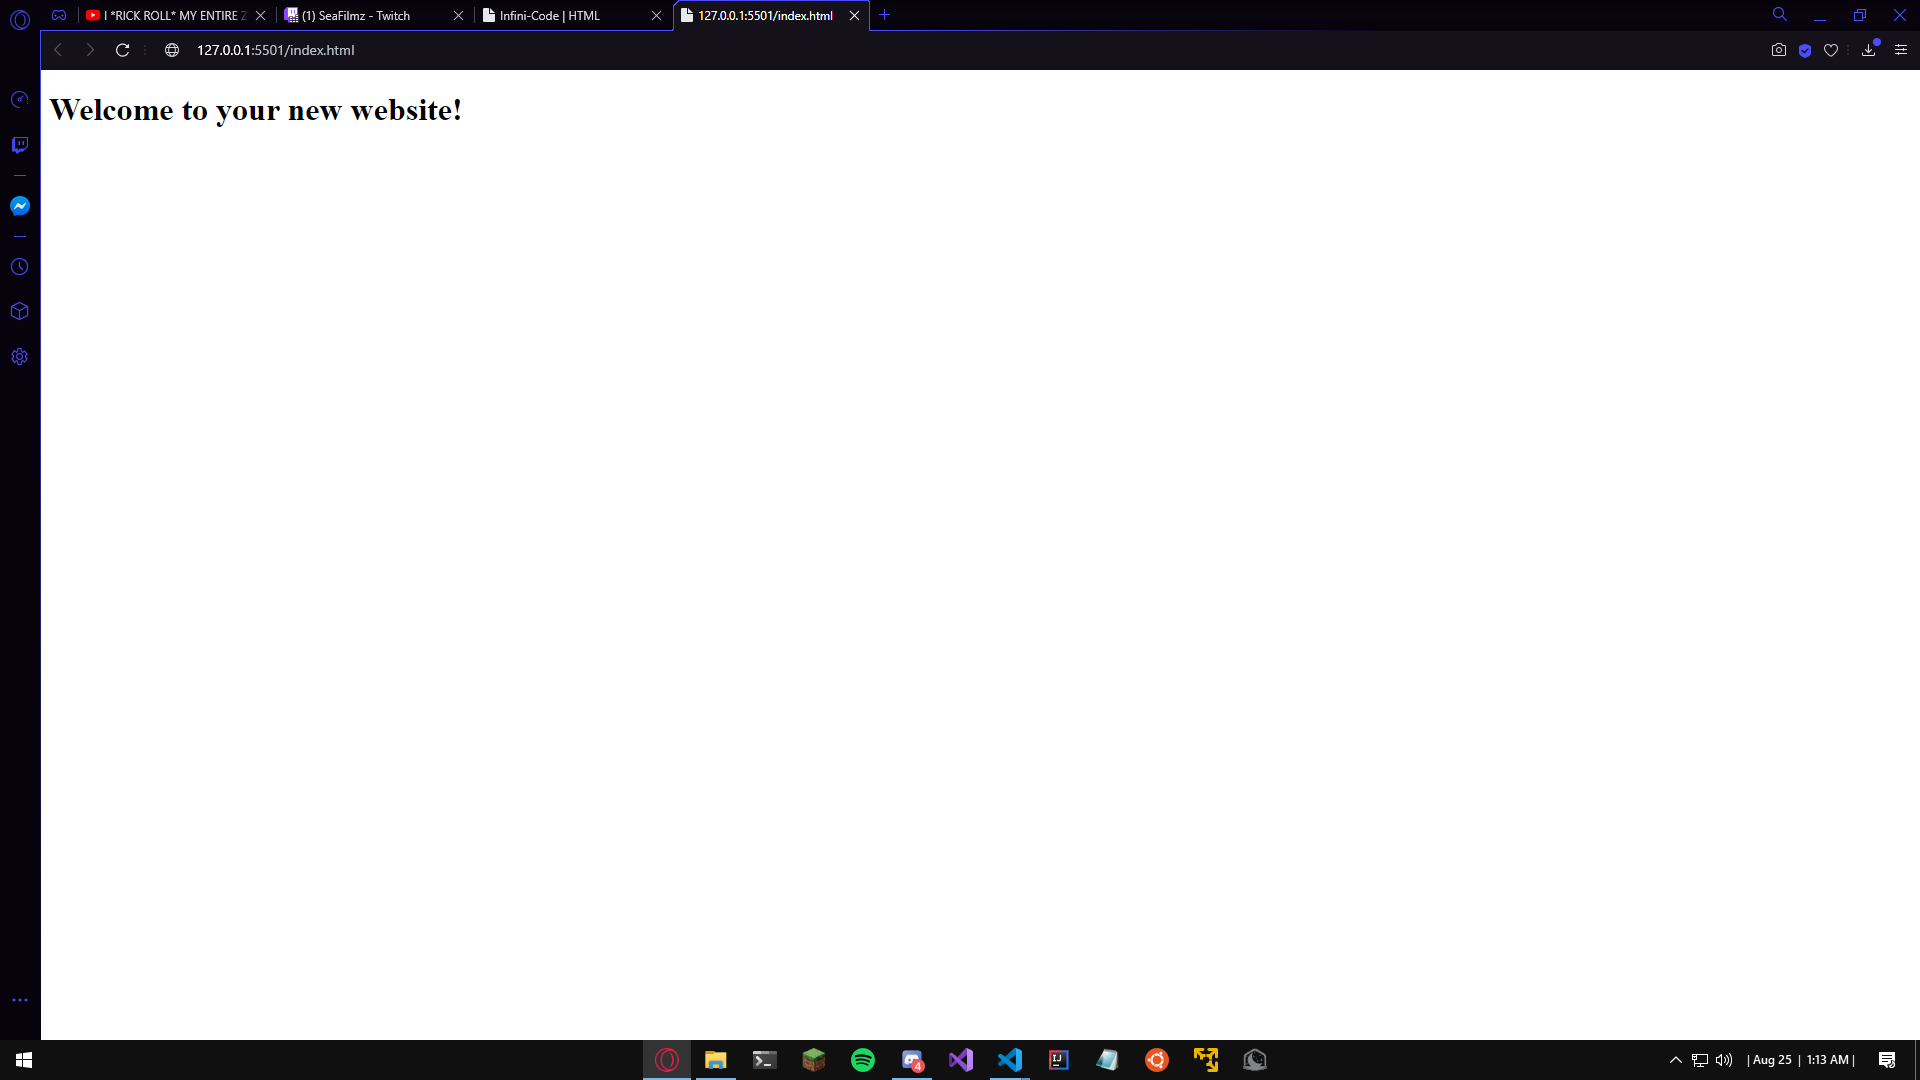 I *RICK ROLL* MY ENTIRE Z
(1) SeaFilmz - Twitch
Infini-Code | HTML
127.0.0.1:5501/index.html
127.0.0.1:5501/index.html
Welcome to your new website!
4
IJ
| Aug 25 | 1:13 AM |